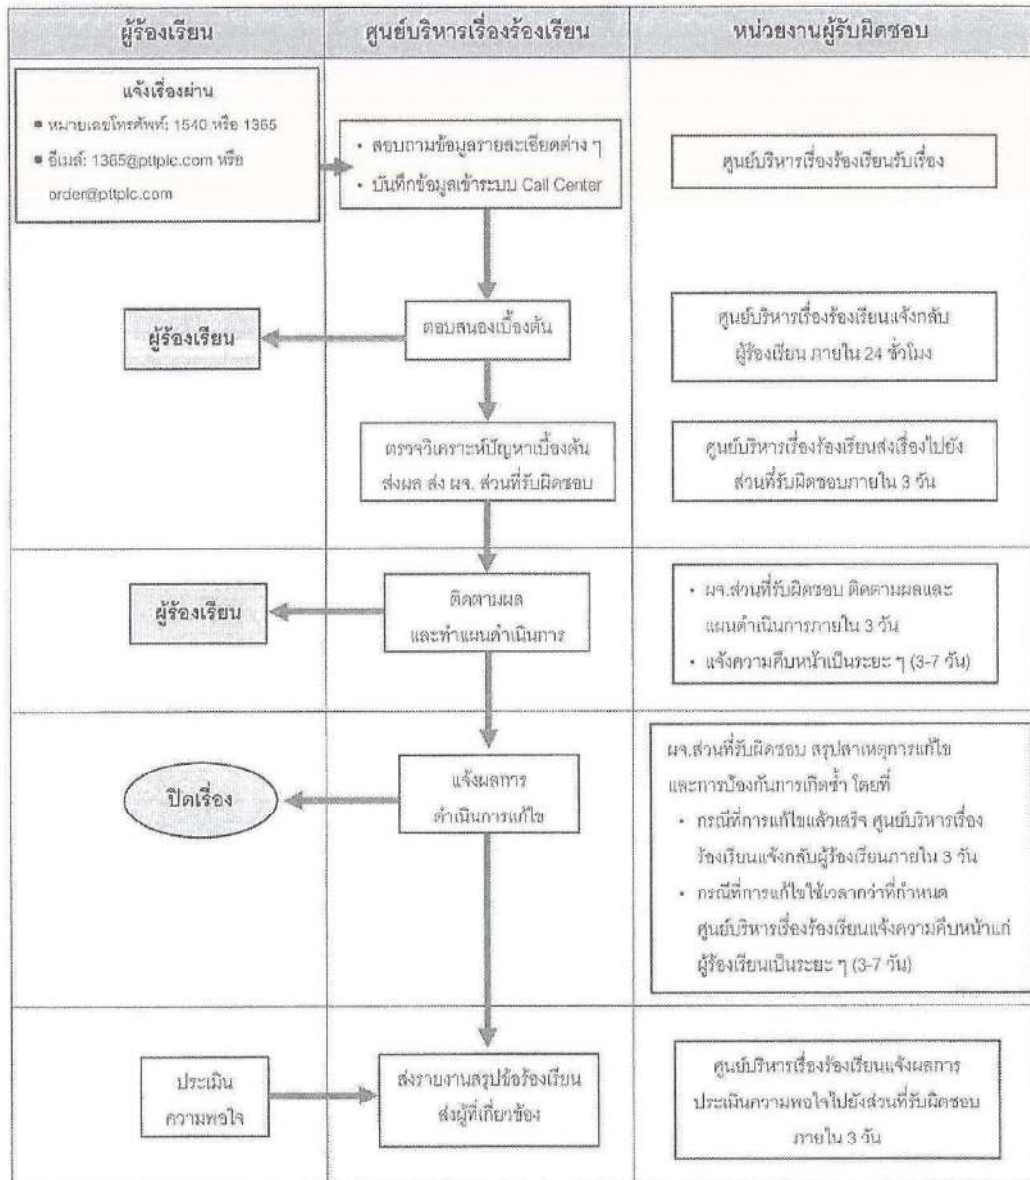 ผู้ร้องเรียน
ศูนย์บริหารเรื่องร้องเรียน
หน่วยงานผู้รับผิดชอบ
แจ้งเรื่องผ่าน
• หมายเลขโทรศัพท์: 1540 หรือ 1365
• อีเมล์: 1365@pttplc.com หรือ
order@pttplc.com
• สอบถามข้อมูลรายละเอียดต่าง ๆ
• บันทึกข้อมูลเข้าระบบ Call Center
ศูนย์บริหารเรื่องร้องเรียนรับเรื่อง
ผู้ร้องเรียน
ตอบสนองเบื้องต้น
ศูนย์บริหารเรื่องร้องเรียนแจ้งกลับ
ผู้ร้องเรียน ภายใน 24 ชั่วโมง
ตรวจวิเคราะห์ปัญหาเบื้องต้น
ส่งผล ส่ง ผจ. ส่วนที่รับผิดชอบ
ศูนย์บริหารเรื่องร้องเรียนส่งเรื่องไปยัง
ส่วนที่รับผิดชอบภายใน 3 วัน
ผู้ร้องเรียน
ติดตามผล
และทำแผนดำเนินการ
• ผจ.ส่วนที่รับผิดชอบ ติดตามผลและ
แผนดำเนินการภายใน 3 วัน
• แจ้งความคืบหน้าเป็นระยะ ๆ (3-7 วัน)
ปิดเรื่อง
แจ้งผลการ
ดำเนินการแก้ไข
ผจ.ส่วนที่รับผิดชอบ สรุปสาเหตุการแก้ไข
และการป้องกันการเกิดซ้ำ โดยที่
• กรณีที่การแก้ไขแล้วเสร็จ ศูนย์บริหารเรื่อง
ร้องเรียนแจ้งกลับผู้ร้องเรียนภายใน 3 วัน
• กรณีที่การแก้ไขใช้เวลากว่าที่กำหนด
ศูนย์บริหารเรื่องร้องเรียนแจ้งความคืบหน้าแก่
ผู้ร้องเรียนเป็นระยะ ๆ (3-7 วัน)
ประเมิน
ความพอใจ
ส่งรายงานสรุปข้อร้องเรียน
ส่งผู้ที่เกี่ยวข้อง
ศูนย์บริหารเรื่องร้องเรียนแจ้งผลการ
ประเมินความพอใจไปยังส่วนที่รับผิดชอบ
ภายใน 3 วัน